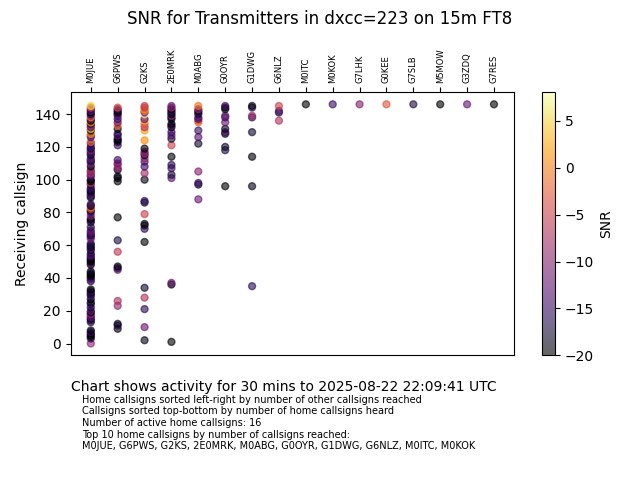 SNR for Transmitters in dxcc=223 on 15m FT8
M0JUE G6PWS G2KS 2E0MRK M0ABG G0OYR G1DWG G6NLZ M0ITC M0KOK G7LHK G0KEE G7SLB M5MOW G3ZDQ G7RES
Receiving callsign
140
120
100
80
60
40
20
0
5
0
−5
−10
−15
−20
SNR
Chart shows activity for 30 mins to 2025-08-22 22:09:41 UTC
Home callsigns sorted left-right by number of other callsigns reached
Callsigns sorted top-bottom by number of home callsigns heard
Number of active home callsigns: 16
Top 10 home callsigns by number of callsigns reached:
M0JUE, G6PWS, G2KS, 2E0MRK, M0ABG, G0OYR, G1DWG, G6NLZ, M0ITC, M0KOK